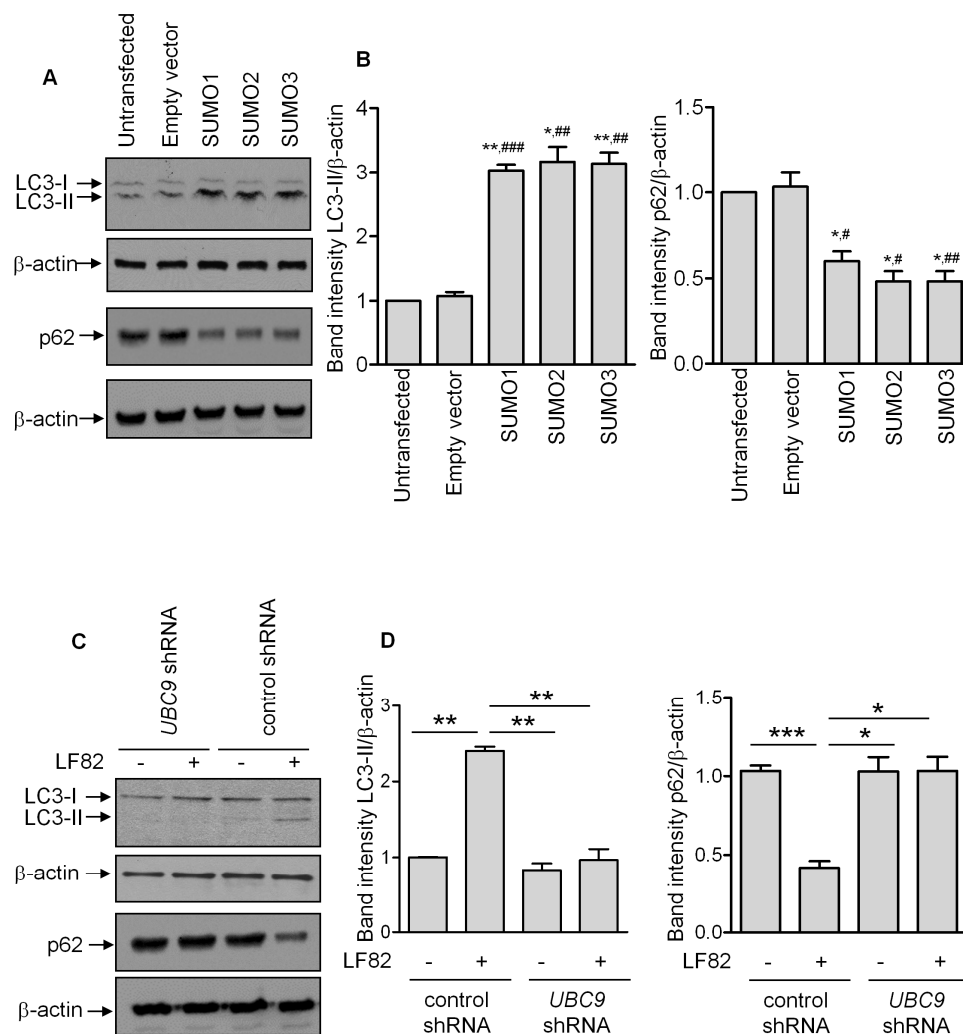 A
Untransfected
Empty vector
SUMO1
SUMO2
SUMO3
LC3-I
LC3-II
β-actin
p62
β-actin
B
Band intensity LC3-II/β-actin
4
3
2
1
0
**,###
*,##
**,##
Untransfected
Empty vector
SUMO1
SUMO2
SUMO3
Band intensity p62/β-actin
1.5
1.0
0.5
0.0
*,#
*,#
*,##
Untransfected
Empty vector
SUMO1
SUMO2
SUMO3
C
UBC9 shRNA
control shRNA
LF82 - + - +
LC3-I
LC3-II
β-actin
p62
β-actin
D
Band intensity LC3-II/β-actin
3
2
1
0
**
** **
LF82 - + - +
control shRNA
UBC9 shRNA
Band intensity p62/β-actin
1.5
1.0
0.5
0.0
*
*** *
LF82 - + - +
control shRNA
UBC9 shRNA